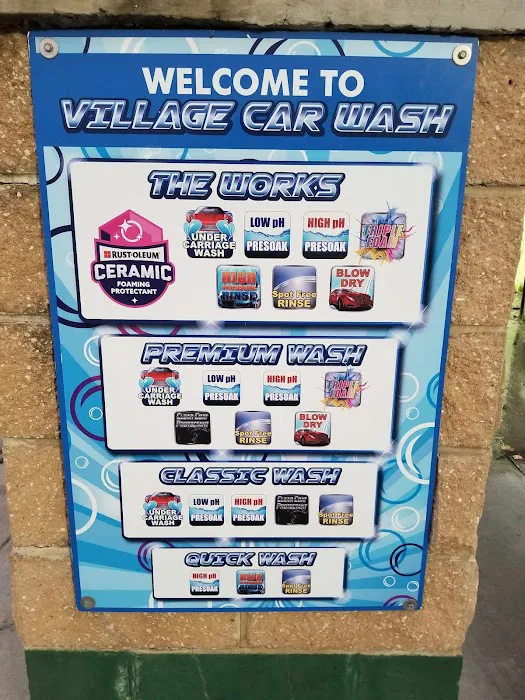 WELCOME TO
VILLAGE CAR WASH
THE WORKS
RUST-OLEUM
CERAMIC
FOAMING
PROTECTANT
UNDER
CARRIAGE
WASH
LOW pH
PRESOAK
HIGH pH
PRESOAK
TRIPLE
FOAM
HIGH
PRESSURE
RINSE
Spot Free
RINSE
BLOW
DRY
PREMIUM WASH
UNDER
CARRIAGE
WASH
LOW pH
PRESOAK
HIGH pH
PRESOAK
TRIPLE
FOAM
Spot Free
RINSE
BLOW
DRY
CLASSIC WASH
UNDER
CARRIAGE
WASH
LOW pH
PRESOAK
HIGH pH
PRESOAK
Spot Free
RINSE
QUICK WASH
HIGH pH
PRESOAK
HIGH
PRESSURE
RINSE
Spot Free
RINSE